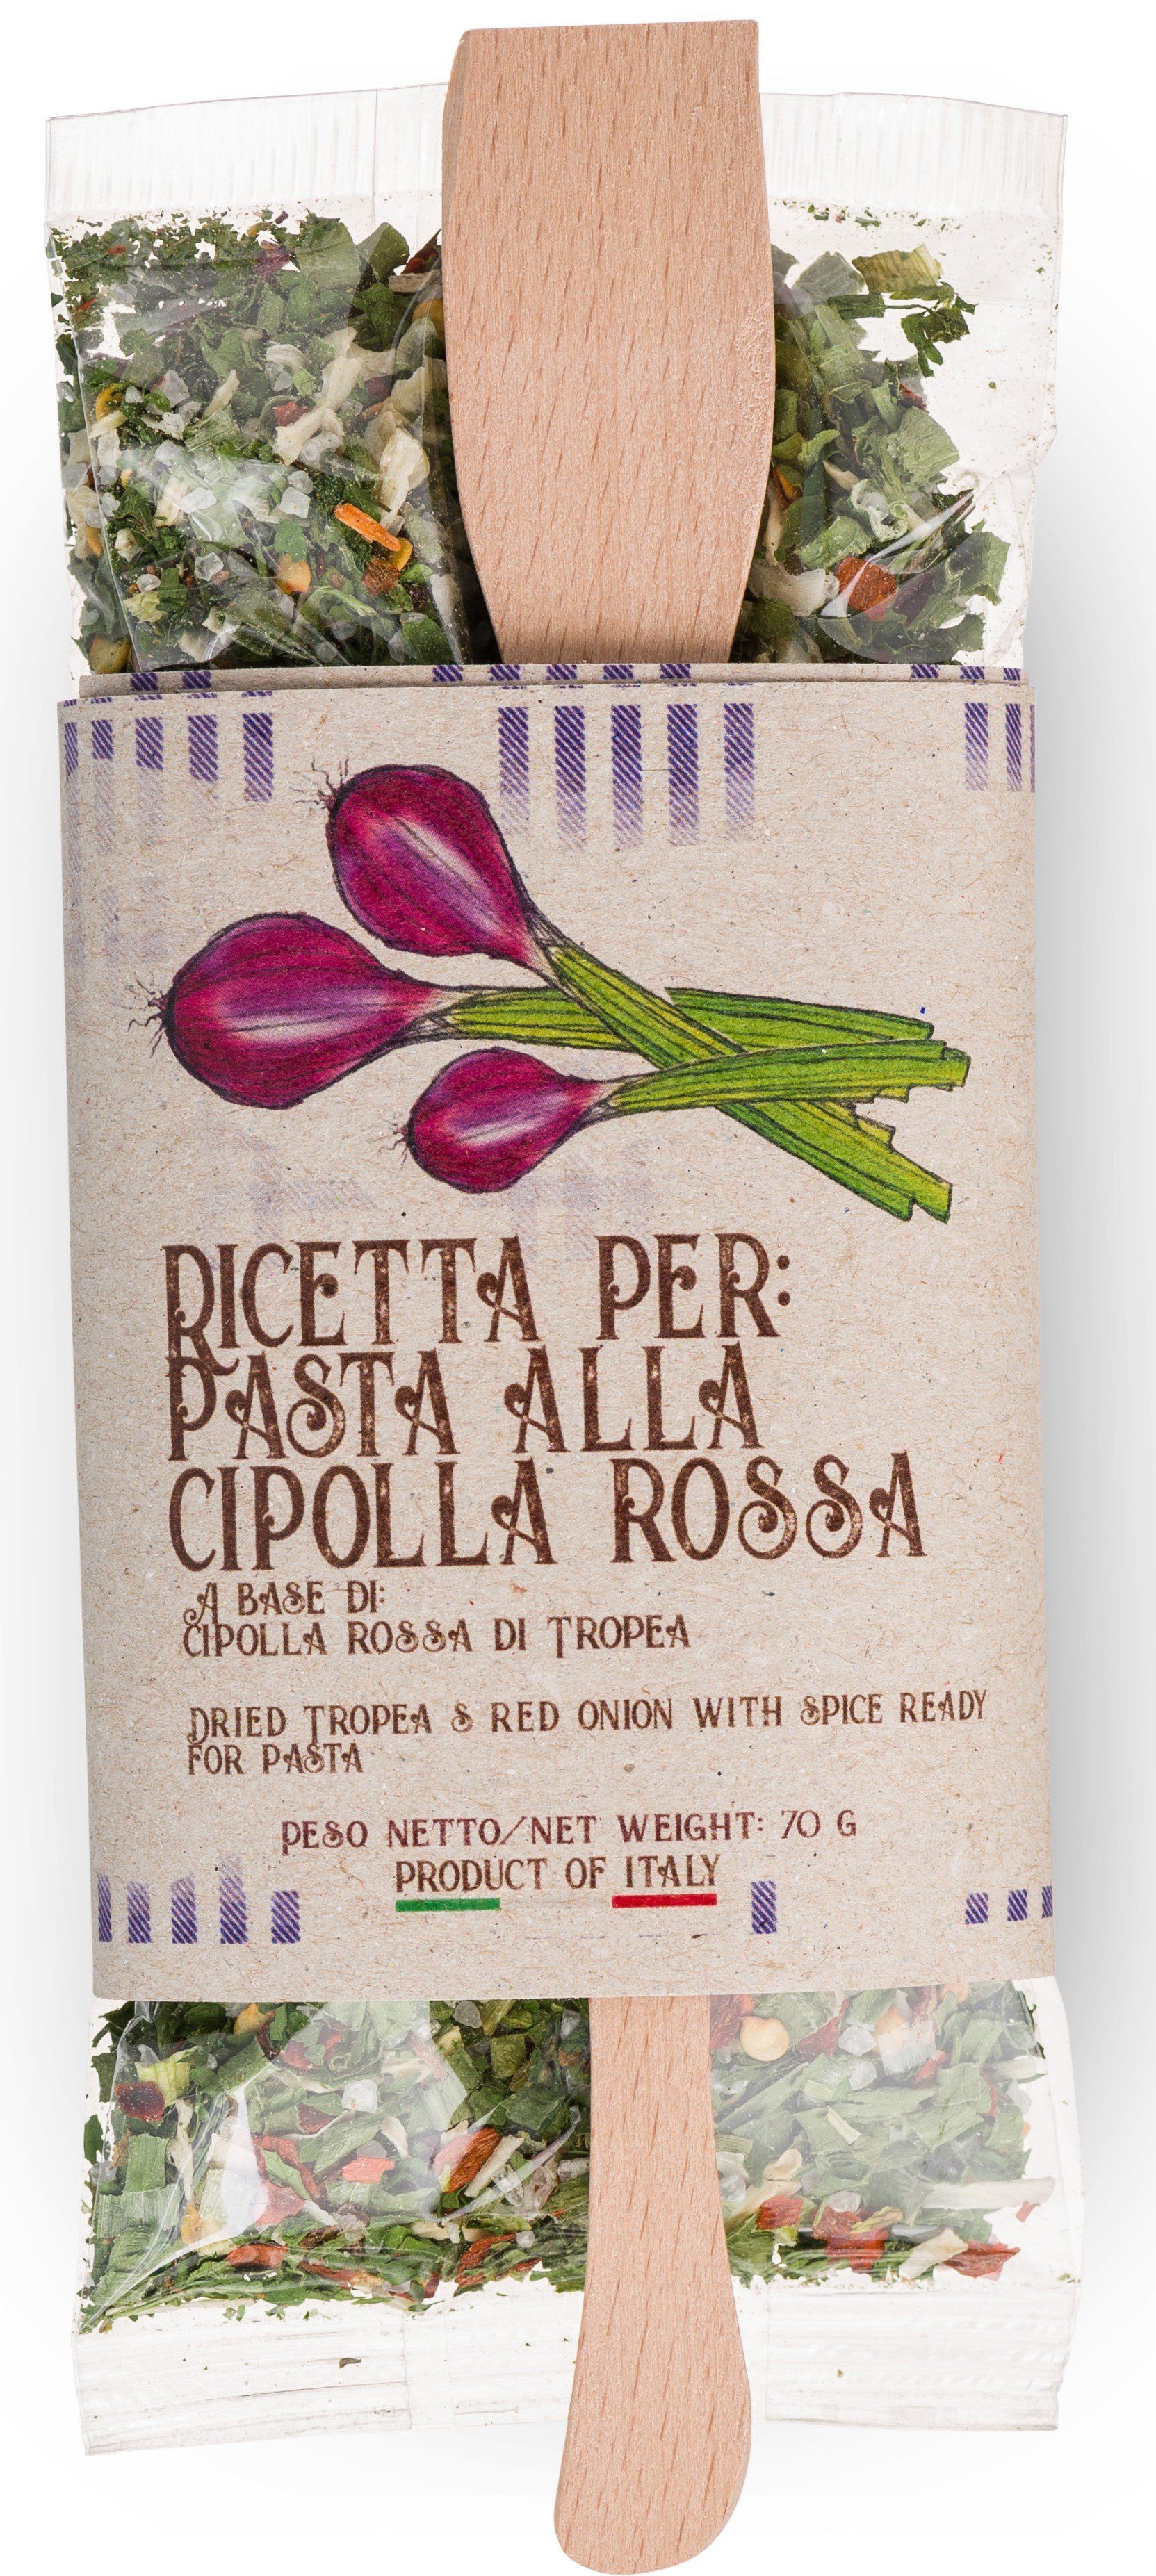 RICETTA PER:
PASTA ALLA
CIPOLLA ROSSA
A BASE DI:
CIPOLLA ROSSA DI TROPEA
DRIED TROPEA S RED ONION WITH SPICE READY
FOR PASTA
PESO NETTO/NET WEIGHT: 70 G
PRODUCT OF ITALY